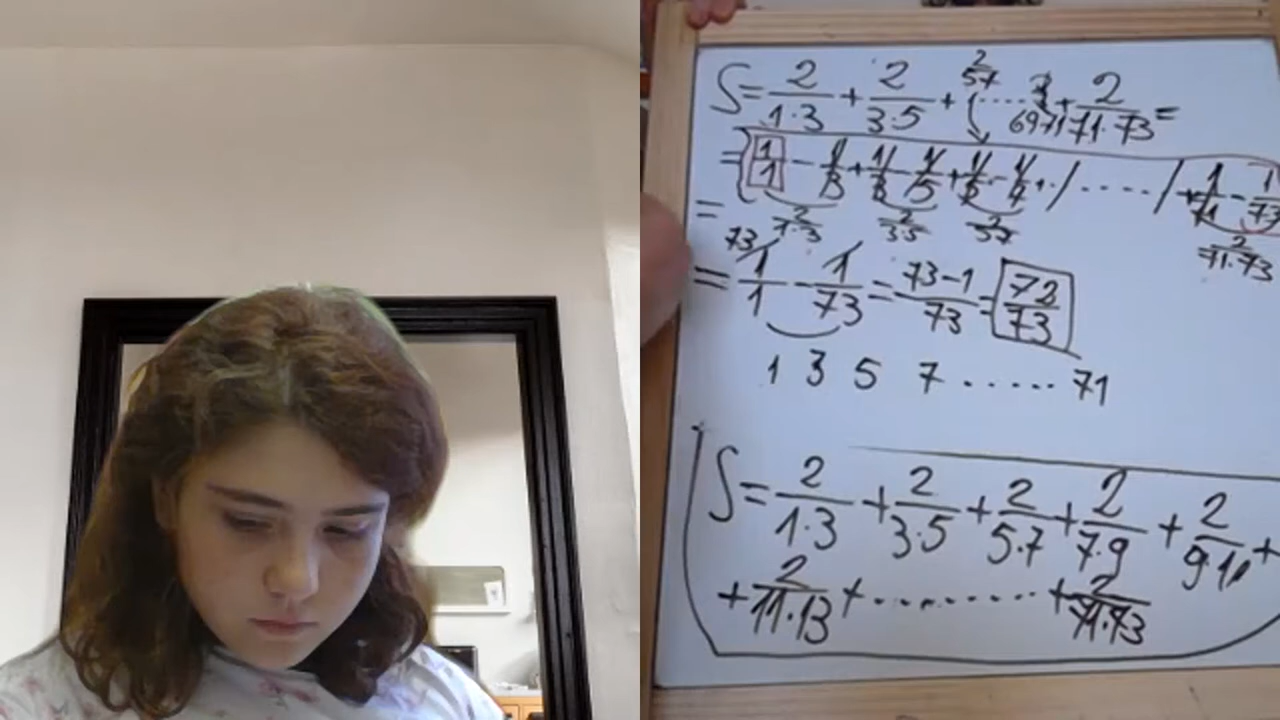 2/5·7
S = 2/1·3 + 2/3·5 + ...... 2/69·71 + 2/71·73 =
= { 1/1 - 1/3 + 1/3 - 1/5 + 1/5 - 1/7 + / ...... / + 1/71 - 1/73
= 2/1·3 2/3·5 2/5·7 2/71·73
73
= 1/1 - 1/73 = 73-1/73 = 72/73
1 3 5 7 ...... 71
S = 2/1·3 + 2/3·5 + 2/5·7 + 2/7·9 + 2/9·11 +
+ 2/11·13 + ......... + 2/71·73